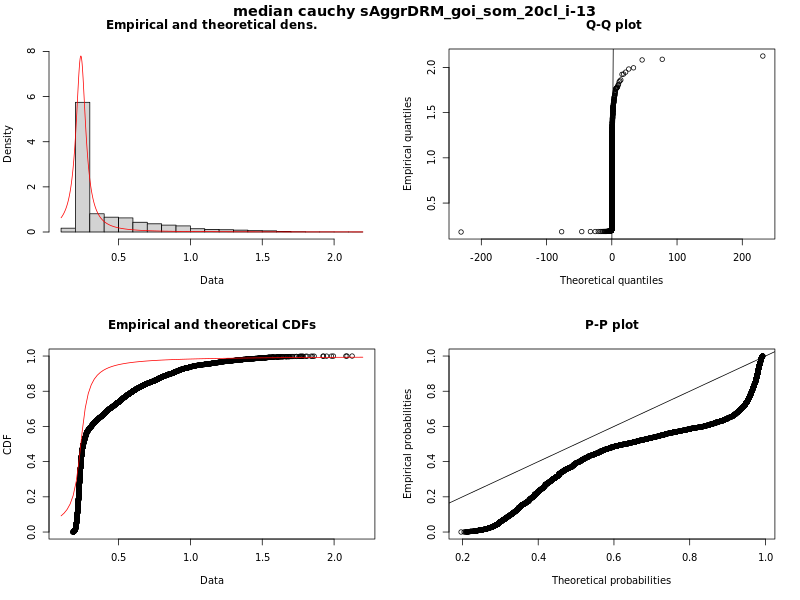 median cauchy sAggrDRM_goi_som_20cl_i-13
Empirical and theoretical dens.
Density
0 2 4 6 8
0.5 1.0 1.5 2.0
Data
Q-Q plot
Empirical quantiles
0.5 1.0 1.5 2.0
-200 -100 0 100 200
Theoretical quantiles
Empirical and theoretical CDFs
CDF
0.0 0.2 0.4 0.6 0.8 1.0
0.5 1.0 1.5 2.0
Data
P-P plot
Empirical probabilities
0.0 0.2 0.4 0.6 0.8 1.0
0.2 0.4 0.6 0.8 1.0
Theoretical probabilities